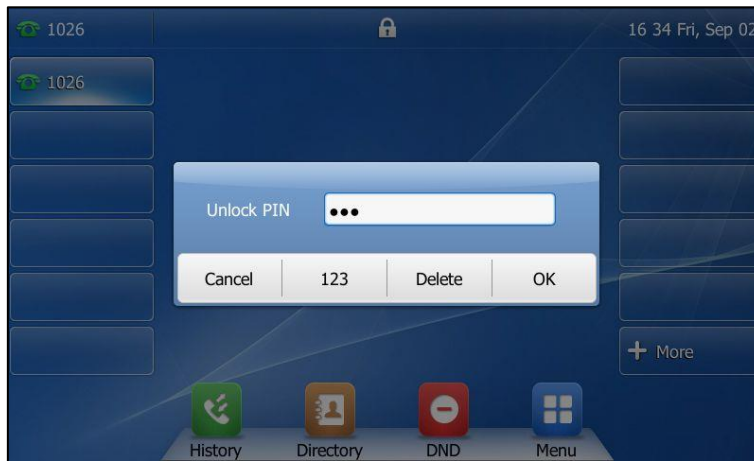 1026
16 34 Fri, Sep 02
1026
Unlock PIN •••
Cancel 123 Delete OK
+ More
History Directory DND Menu